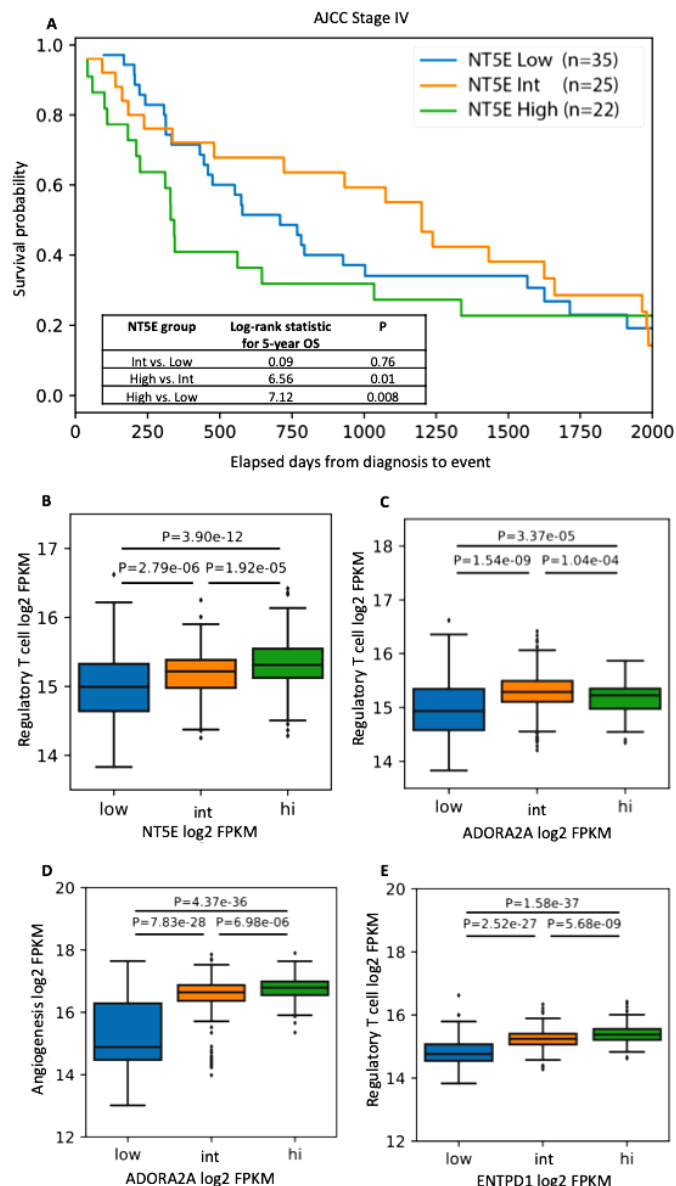 A
AJCC Stage IV
1.0
0.8
0.6
0.4
0.2
0.0
Survival probability
NT5E Low (n=35)
NT5E Int (n=25)
NT5E High (n=22)
NT5E group Log-rank statistic for 5-year OS P
Int vs. Low 0.09 0.76
High vs. Int 6.56 0.01
High vs. Low 7.12 0.008
0 250 500 750 1000 1250 1500 1750 2000
Elapsed days from diagnosis to event
B
17
16
15
14
Regulatory T cell log2 FPKM
P=3.90e-12
P=2.79e-06 P=1.92e-05
low int hi
NT5E log2 FPKM
C
18
17
16
15
14
Regulatory T cell log2 FPKM
P=3.37e-05
P=1.54e-09 P=1.04e-04
low int hi
ADORA2A log2 FPKM
D
20
18
16
14
12
Angiogenesis log2 FPKM
P=4.37e-36
P=7.83e-28 P=6.98e-06
low int hi
ADORA2A log2 FPKM
E
20
18
16
14
12
Regulatory T cell log2 FPKM
P=1.58e-37
P=2.52e-27 P=5.68e-09
low int hi
ENTPD1 log2 FPKM